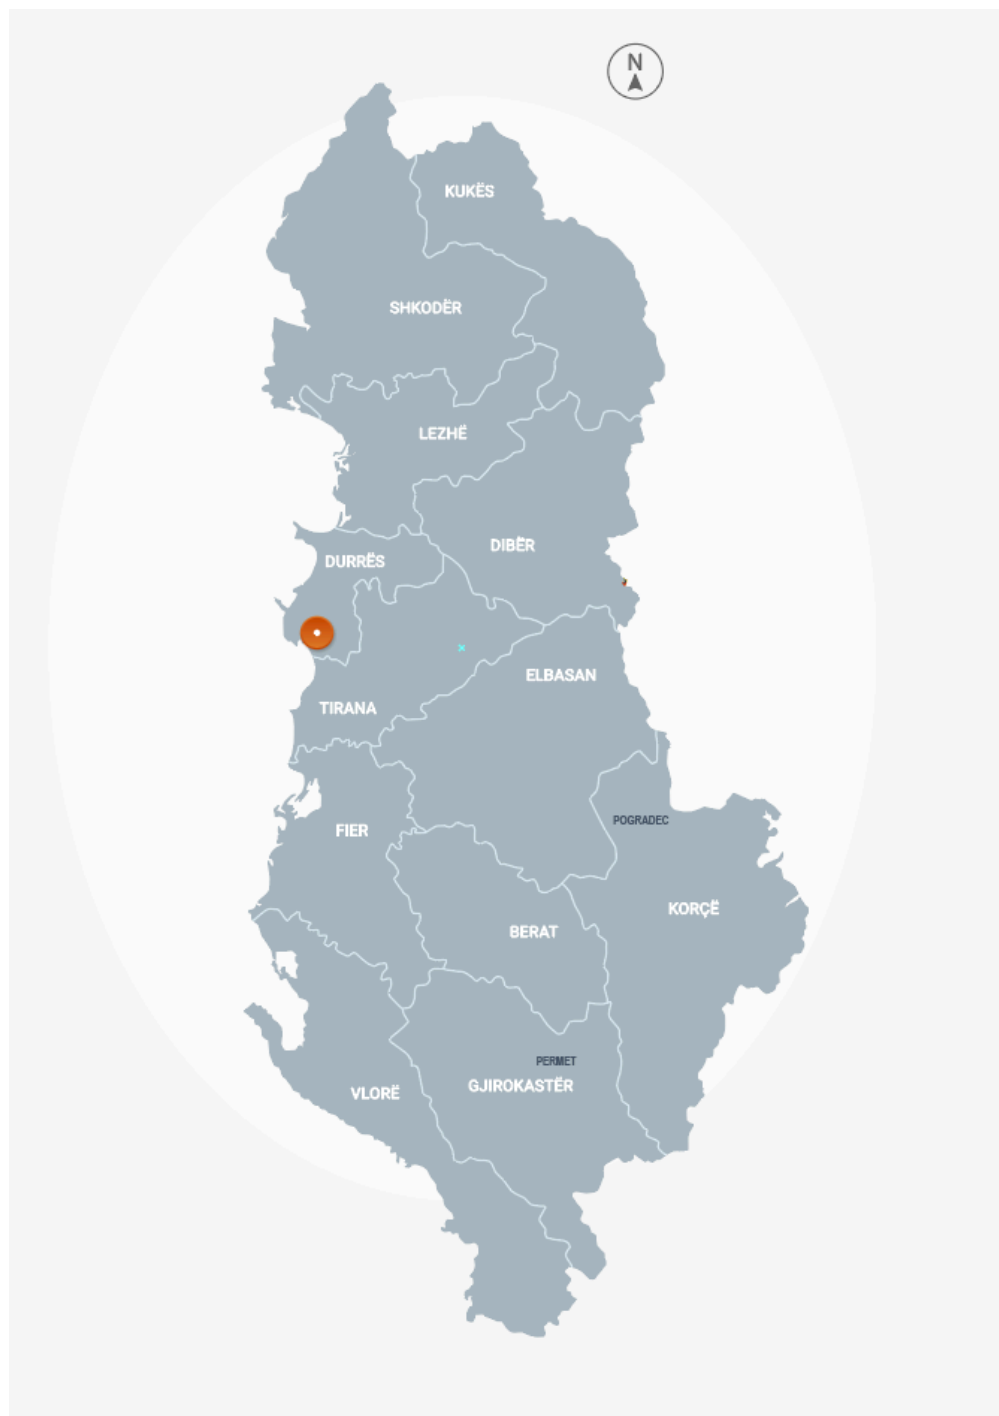 N
KUKËS
SHKODËR
LEZHË
DIBËR
DURRËS
ELBASAN
TIRANA
POGRADEC
FIER
KORÇË
BERAT
PERMET
GJIROKASTËR
VLORË